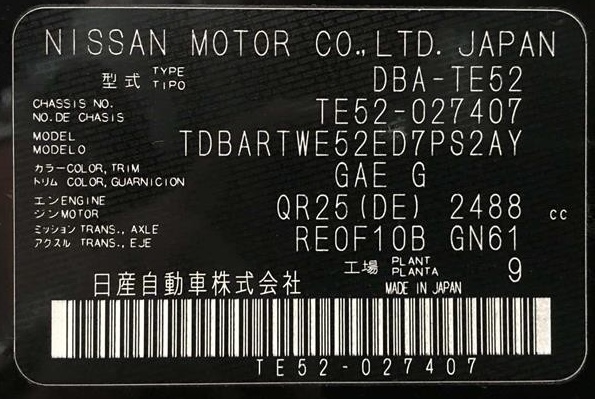 NISSAN MOTOR CO.,LTD. JAPAN
型式 TYPE TIPO DBA-TE52
CHASSIS NO. TE52-027407
NO.DE CHASIS
MODEL TDBARTWE52ED7PS2AY
MODELO
カラーCOLOR, TRIM GAE G
トリム COLOR, GUARNICION
エンENGINE QR25(DE) 2488 cc
ジンMOTOR
ミッション TRANS., AXLE RE0F10B GN61
アクスル TRANS., EJE
工場 PLANT PLANTA 9
日産自動車株式会社 MADE IN JAPAN
TE52-027407